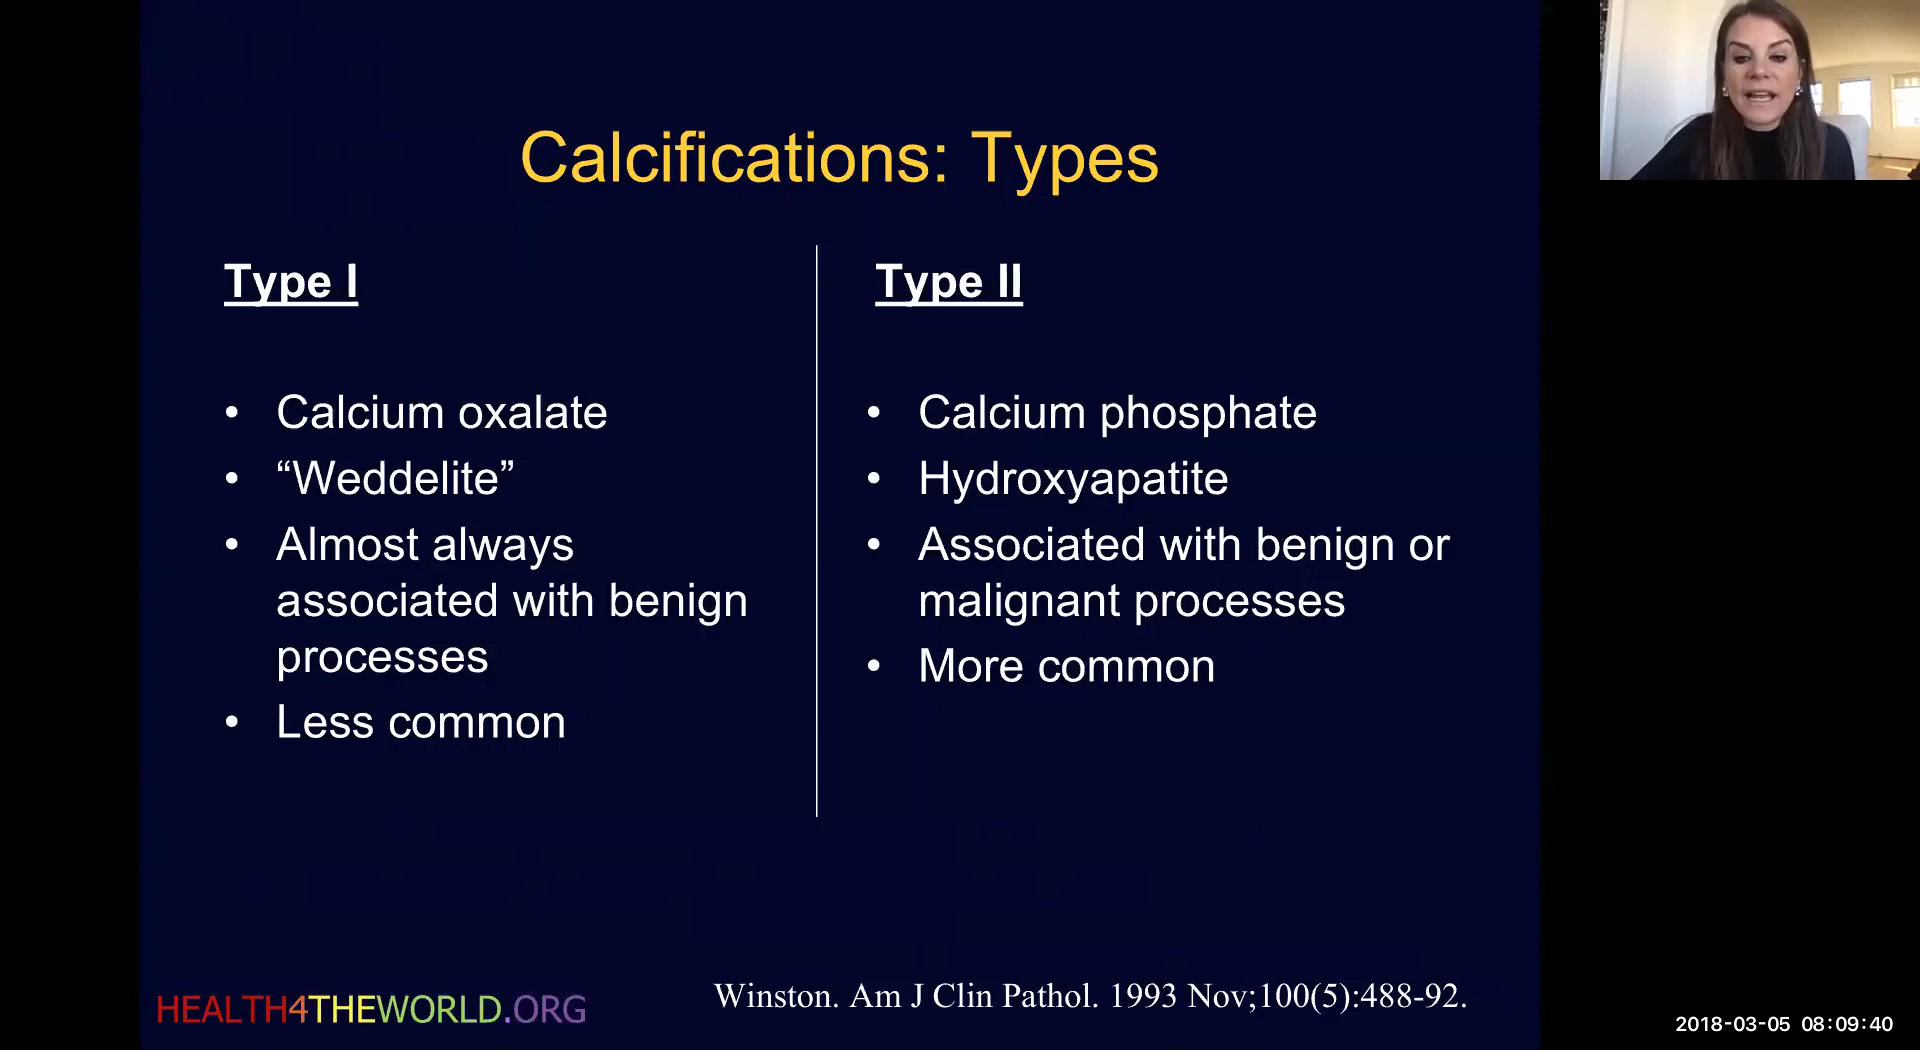 Calcifications: Types
Type I
• Calcium oxalate
• “Weddelite”
• Almost always
associated with benign
processes
• Less common
Type II
• Calcium phosphate
• Hydroxyapatite
• Associated with benign or
malignant processes
• More common
HEALTH4THEWORLD.ORG
Winston. Am J Clin Pathol. 1993 Nov;100(5):488-92.
2018-03-05 08:09:40